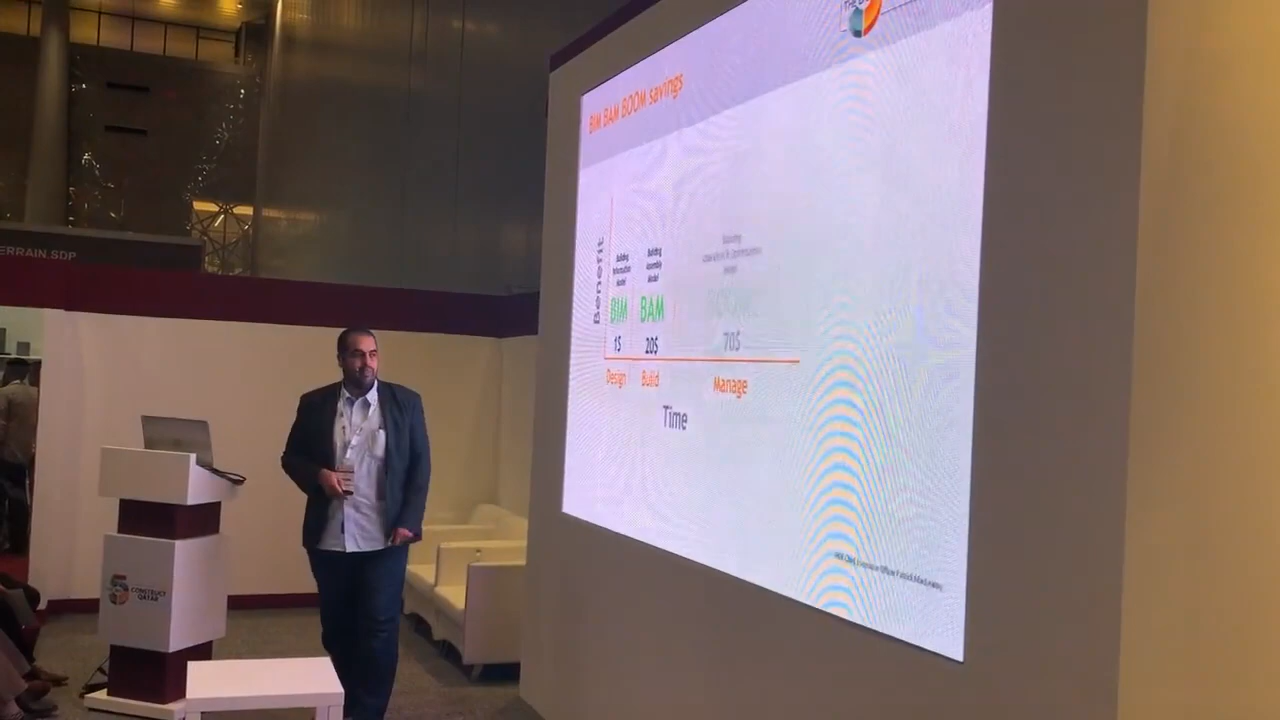 ERRAIN.SDP
CONSTRUCT
QATAR
BIM BAM BOOM savings
Benefit
Building
Information
Model
Building
Assembly
Model
Building
BIM
BAM
1$
20$
70$
Design
Build
Manage
Time